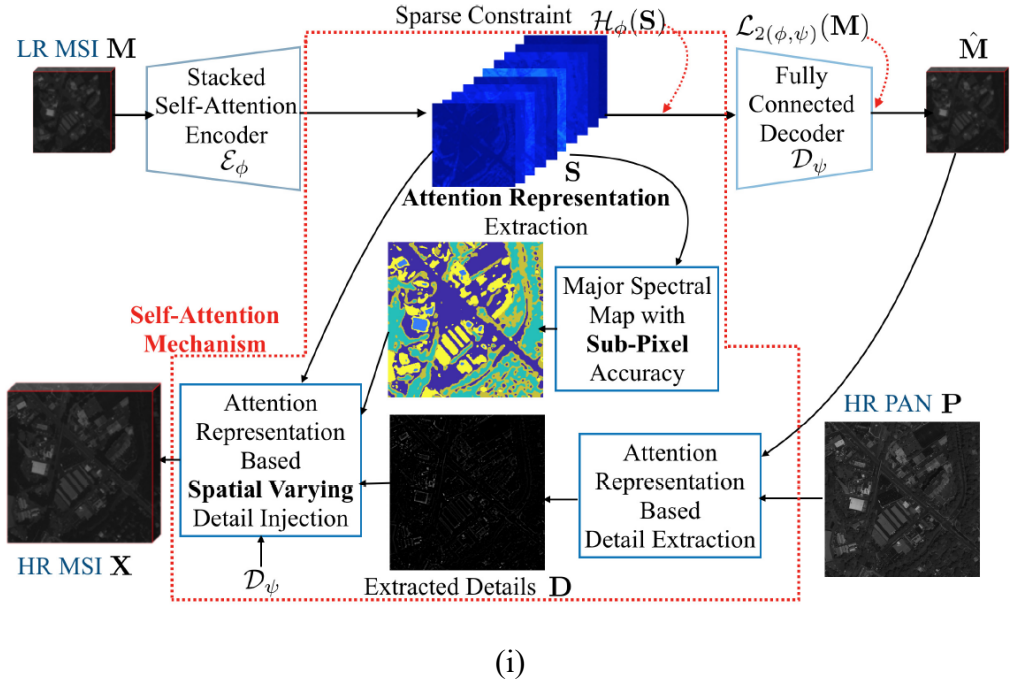 Sparse Constraint
$\mathcal{H}_\phi(\mathbf{S})$
$\mathcal{L}_{2(\phi,\psi)}(\mathbf{M})$
LR MSI $\mathbf{M}$
$\hat{\mathbf{M}}$
Stacked
Self-Attention
Encoder
$\mathcal{E}_\phi$
Fully
Connected
Decoder
$\mathcal{D}_\psi$
$\mathbf{S}$
Attention Representation
Extraction
Major Spectral
Map with
Sub-Pixel
Accuracy
Self-Attention
Mechanism
Attention
Representation
Based
Spatial Varying
Detail Injection
HR PAN $\mathbf{P}$
Attention
Representation
Based
Detail Extraction
HR MSI $\mathbf{X}$
$\mathcal{D}_\psi$
Extracted Details $\mathbf{D}$
(i)